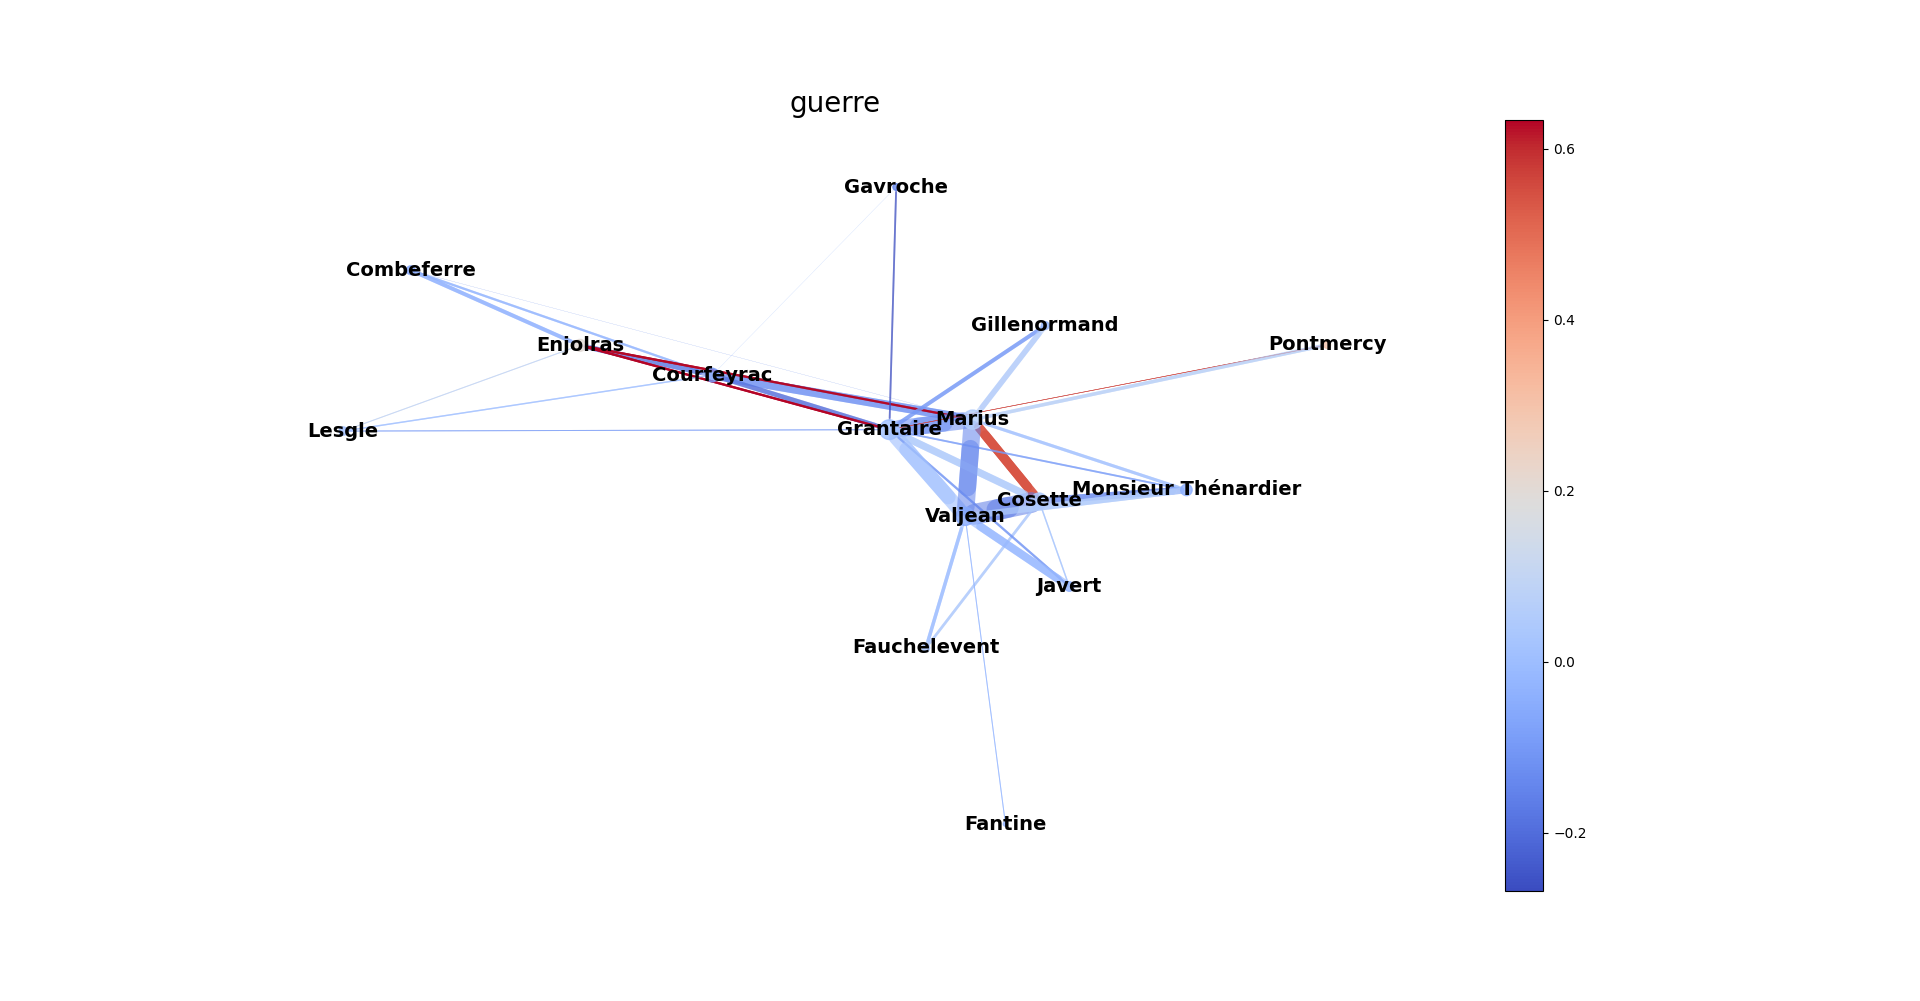 guerre
Gavroche
Combeferre
Gillenormand
Enjolras
Pontmercy
Courfeyrac
Marius
Grantaire
Lesgle
Monsieur Thénardier
Cosette
Valjean
Javert
Fauchelevent
Fantine
0.6
0.4
0.2
0.0
−0.2